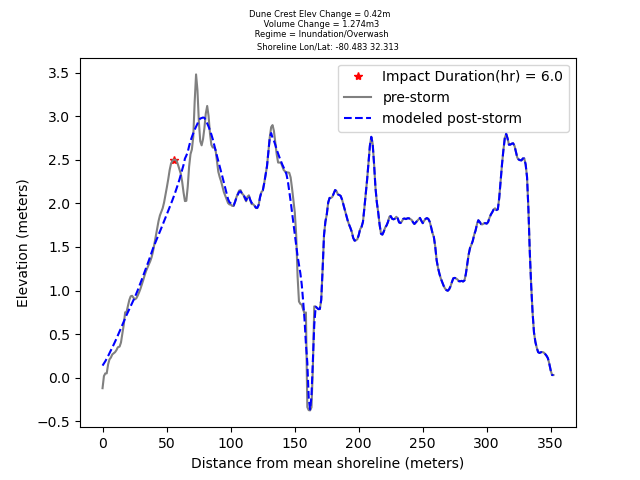 Dune Crest Elev Change = 0.42m
Volume Change = 1.274m3
Regime = Inundation/Overwash
Shoreline Lon/Lat: -80.483 32.313
Impact Duration(hr) = 6.0
pre-storm
modeled post-storm
Elevation (meters)
3.5
3.0
2.5
2.0
1.5
1.0
0.5
0.0
−0.5
0 50 100 150 200 250 300 350
Distance from mean shoreline (meters)